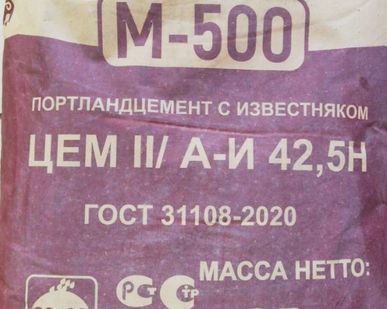 М-500
ПОРТЛАНДЦЕМЕНТ С ИЗВЕСТНЯКОМ
ЦЕМ II/ А-И 42,5Н
ГОСТ 31108-2020
МАССА НЕТТО: